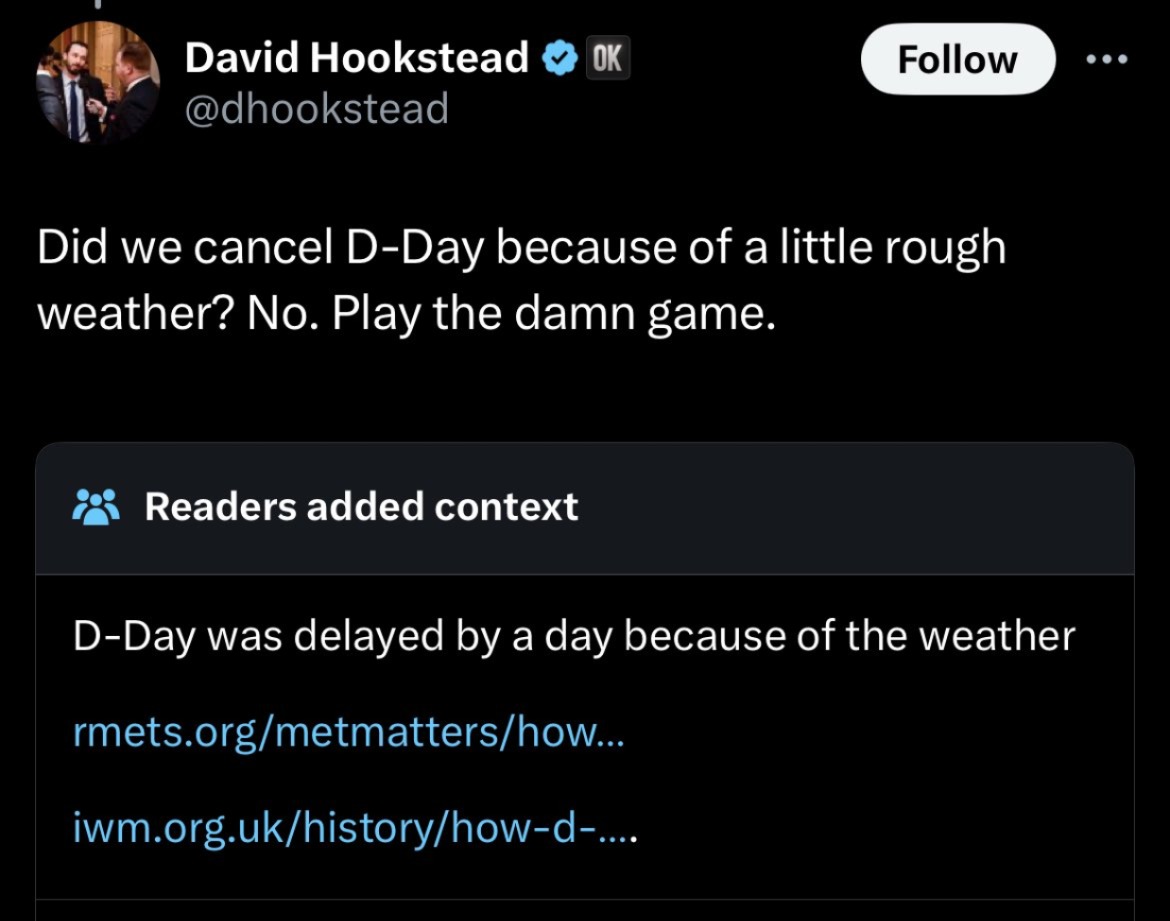 David Hookstead OK
Follow
@dhookstead
Did we cancel D-Day because of a little rough
weather? No. Play the damn game.
Readers added context
D-Day was delayed by a day because of the weather
rmets.org/metmatters/how...
iwm.org.uk/history/how-d-....